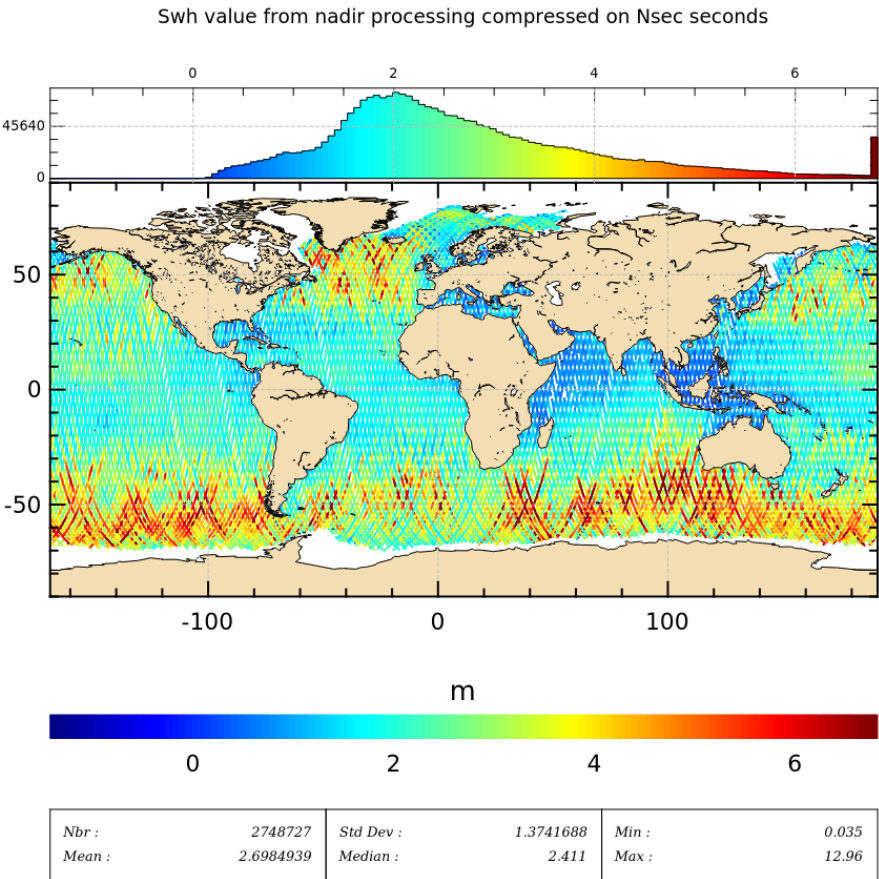 Swh value from nadir processing compressed on Nsec seconds
0 2 4 6
45640
0
50
0
-50
-100 0 100
m
0 2 4 6
Nbr : 2748727 Std Dev : 1.3741688 Min : 0.035
Mean : 2.6984939 Median : 2.411 Max : 12.96